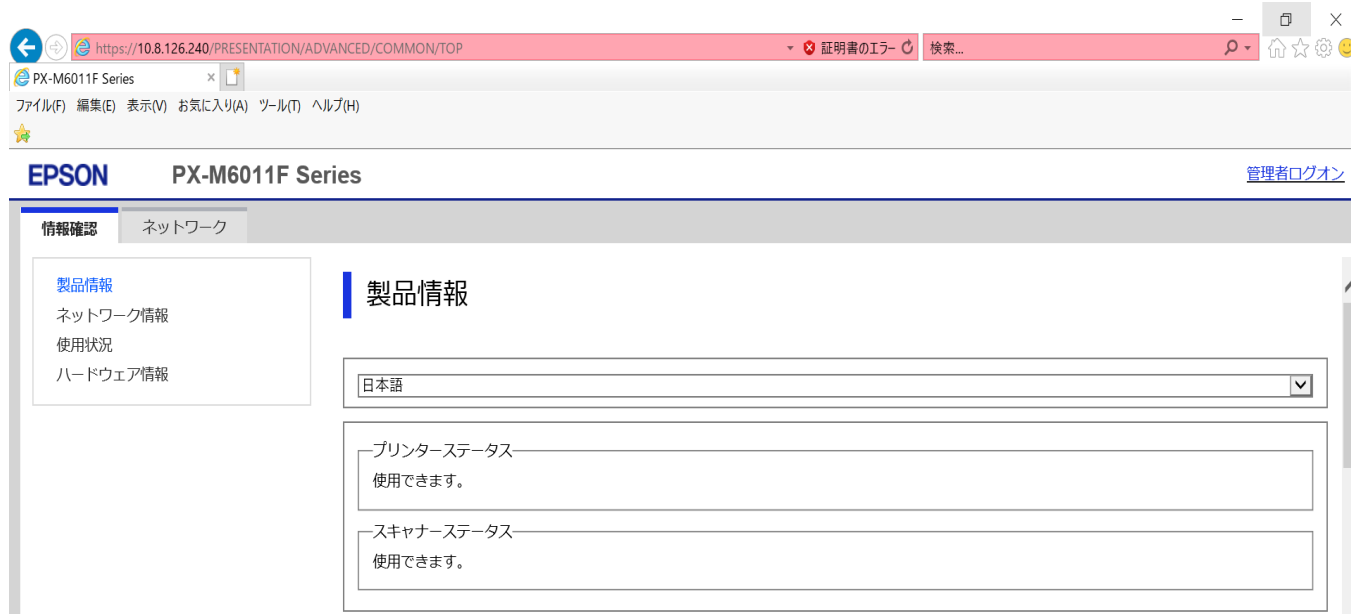 https://10.8.126.240/PRESENTATION/ADVANCED/COMMON/TOP 証明書のエラー 検索...
PX-M6011F Series
ファイル(F) 編集(E) 表示(V) お気に入り(A) ツール(T) ヘルプ(H)
EPSON PX-M6011F Series 管理者ログオン
情報確認 ネットワーク
製品情報
ネットワーク情報
使用状況
ハードウェア情報
製品情報
日本語
プリンターステータス
使用できます。
スキャナーステータス
使用できます。